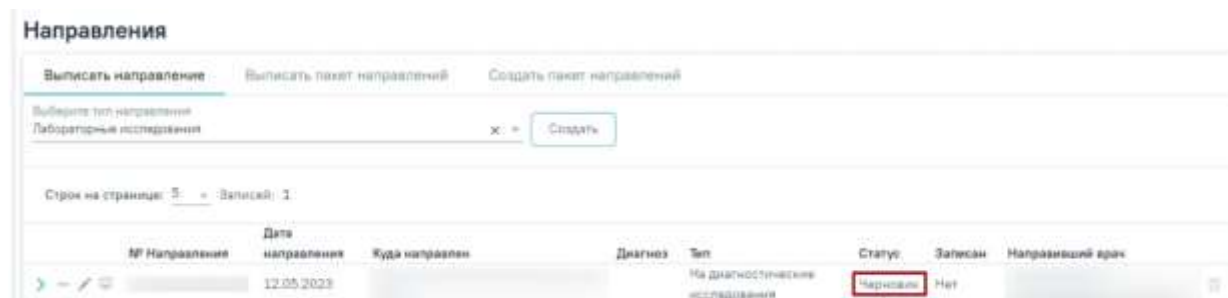 Направления
Выписать направление Выписать пакет направлений Создать пакет направлений
Выберите тип направления
Лабораторные исследования × Создать
Строк на странице: 5 Записей: 1
№ Направления Дата направления Куда направлен Диагноз Тип Статус Записан Направивший врач
12.05.2023 На диагностические исследования Черновик Нет